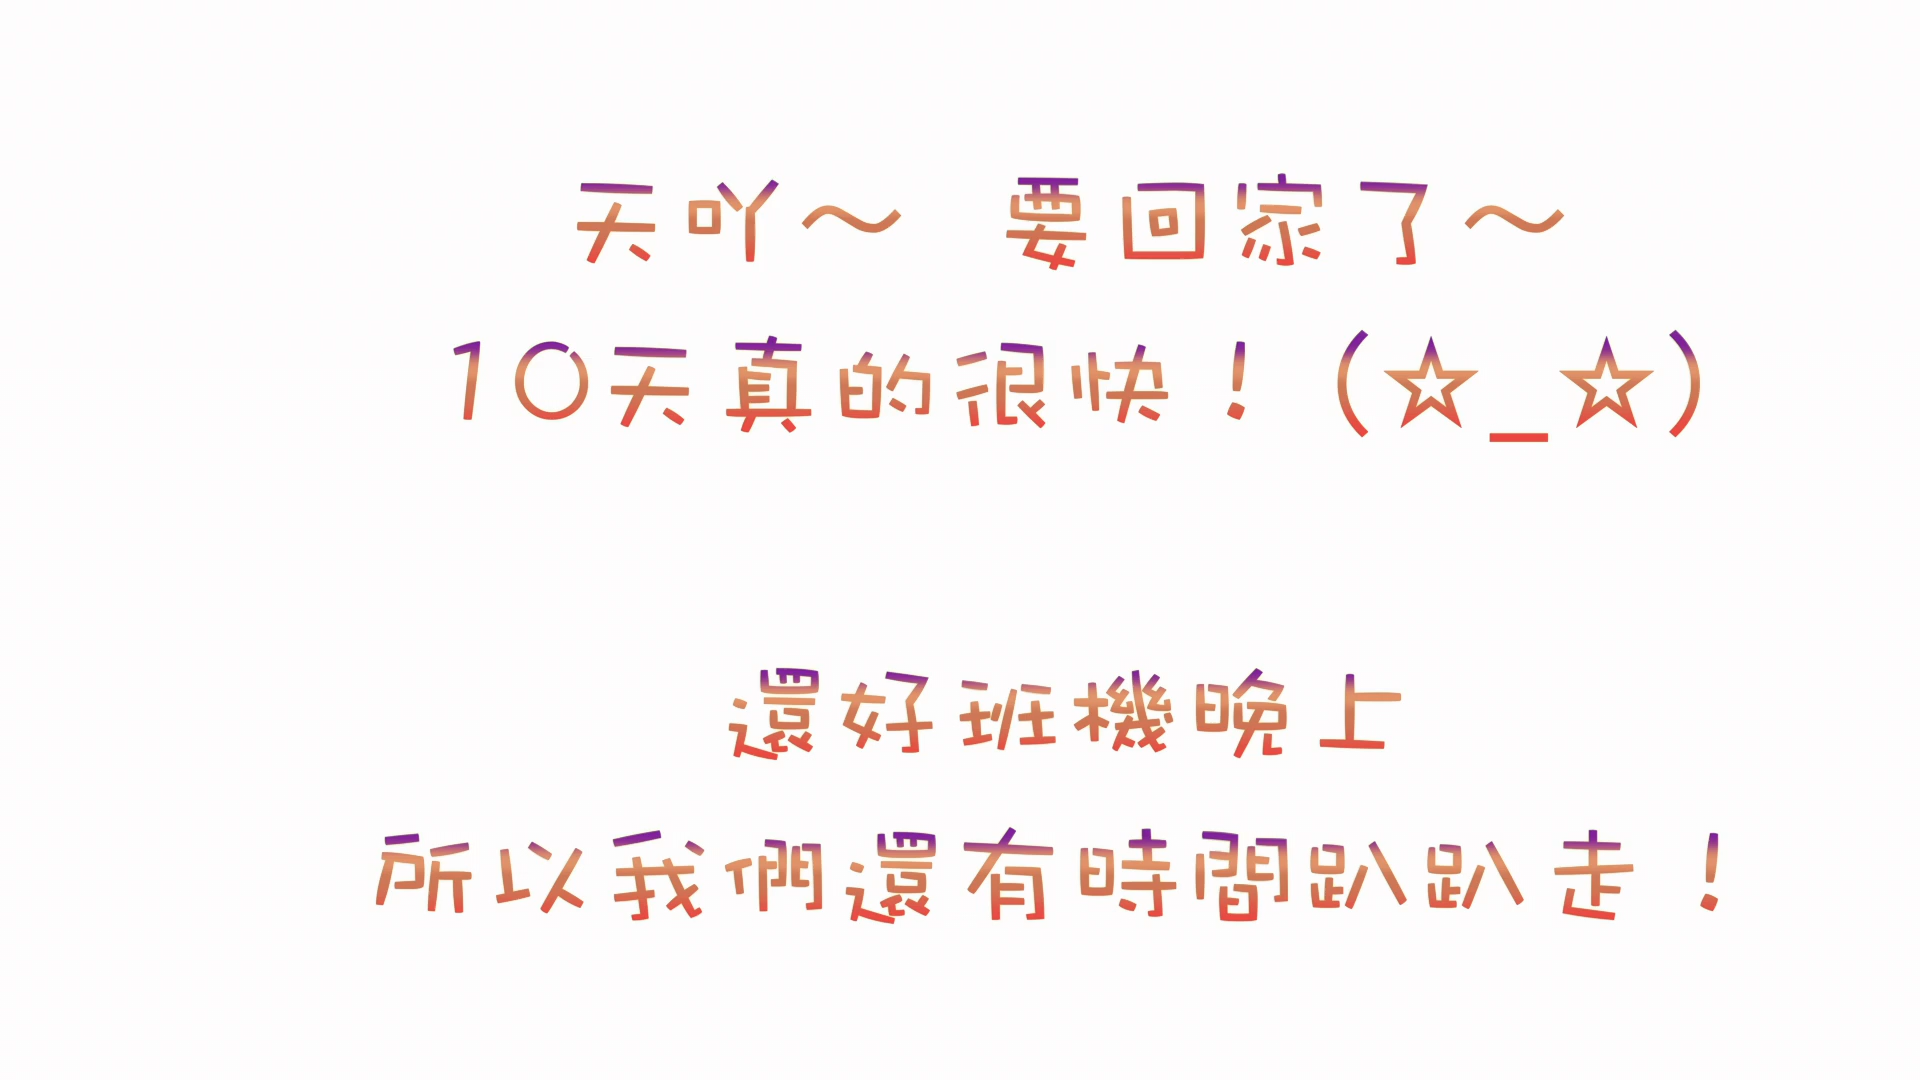 天吖～ 要回家了～
10天真的很快！(☆_☆)
還好班機晚上
所以我們還有時間趴趴走！